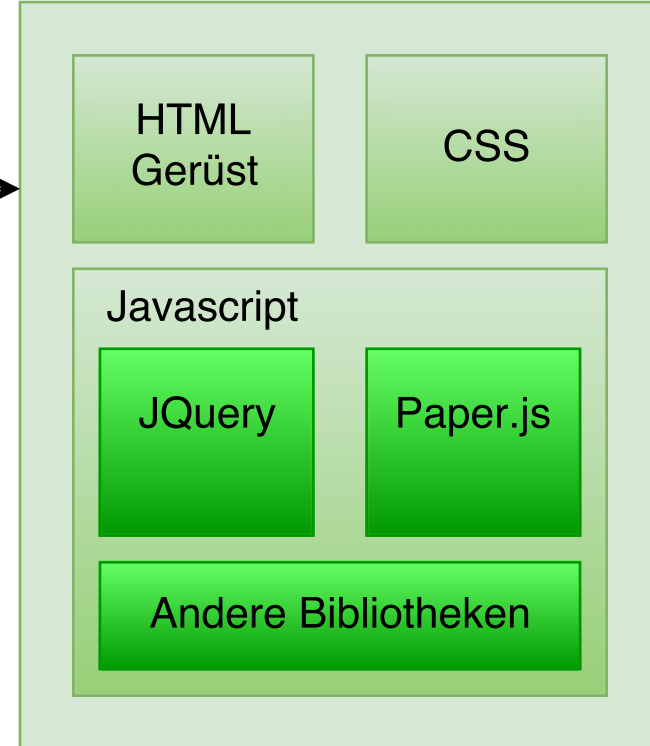 HTML
Gerüst
CSS
Javascript
JQuery
Paper.js
Andere Bibliotheken